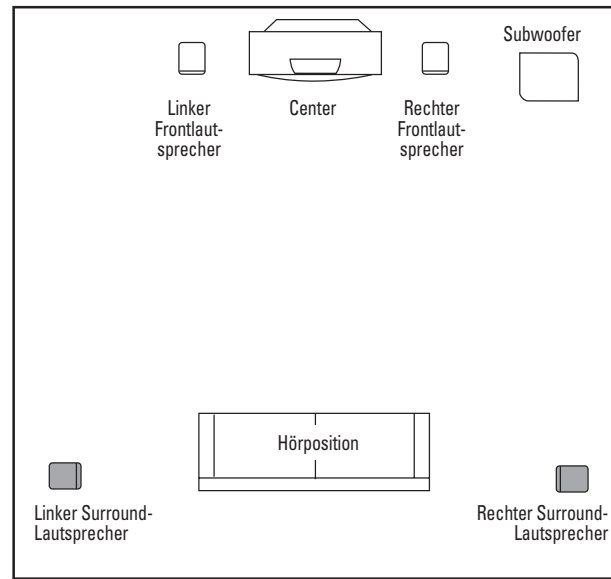 Subwoofer
Linker
Frontlaut-
sprecher
Center
Rechter
Frontlaut-
sprecher
Hörposition
Linker Surround-
Lautsprecher
Rechter Surround-
Lautsprecher